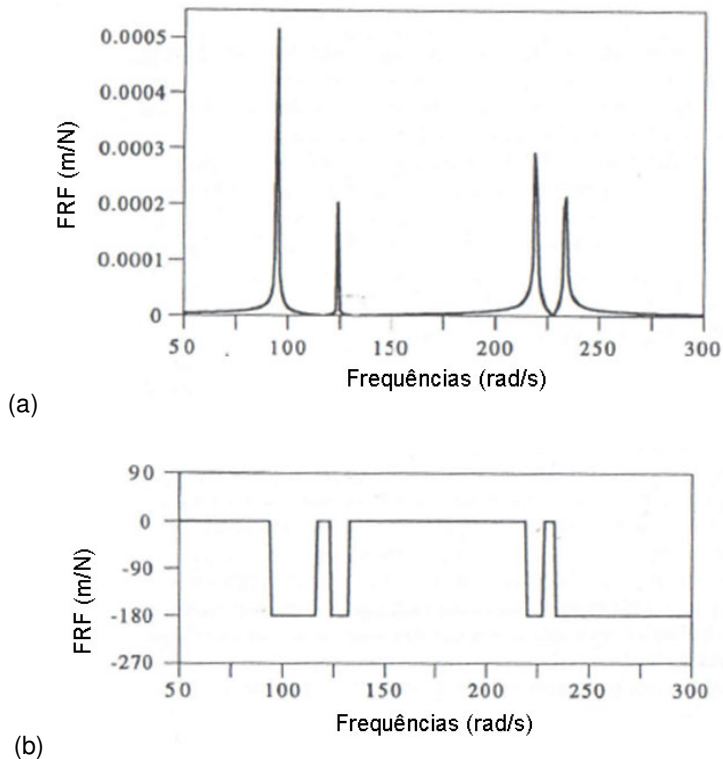 0.0005
0.0004
0.0003
0.0002
0.0001
0
FRF (m/N)
50 100 150 200 250 300
Frequências (rad/s)
(a)
90
0
-90
-180
-270
FRF (m/N)
50 100 150 200 250 300
Frequências (rad/s)
(b)